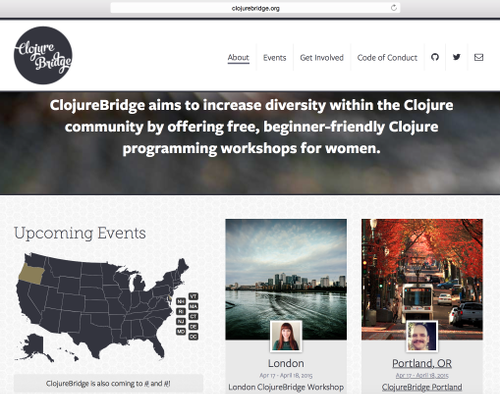 clojurebridge.org
Clojure
Bridge
About
Events
Get Involved
Code of Conduct
ClojureBridge aims to increase diversity within the Clojure
community by offering free, beginner-friendly Clojure
programming workshops for women.
Upcoming Events
NH
VT
RI
MA
NJ
CT
MD
DE
DC
ClojureBridge is also coming to # and #!
London
Apr 17 - April 18, 2015
London ClojureBridge Workshop
Portland, OR
Apr 17 - April 18, 2015
ClojureBridge Portland